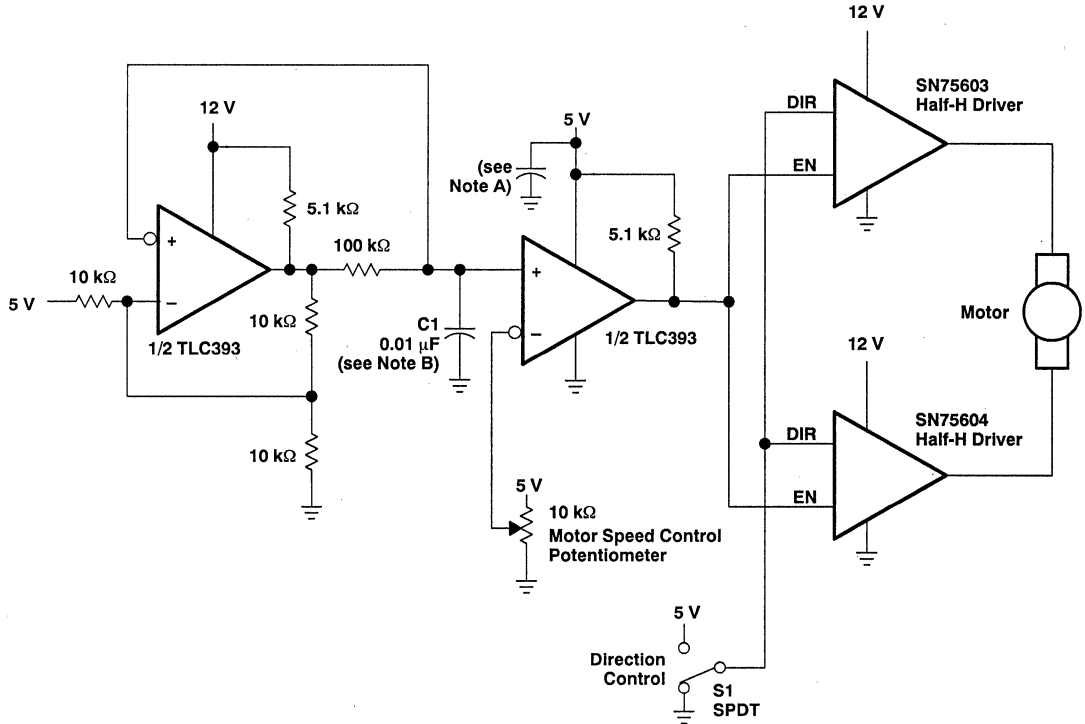 12 V
SN75603
Half-H Driver
DIR
EN
12 V
5 V
(see
Note A)
5.1 kΩ
5.1 kΩ
100 kΩ
+
–
10 kΩ
5 V
1/2 TLC393
10 kΩ
C1
0.01 µF
(see Note B)
+
–
1/2 TLC393
Motor
12 V
SN75604
Half-H Driver
DIR
EN
10 kΩ
5 V
10 kΩ
Motor Speed Control
Potentiometer
5 V
Direction
Control
S1
SPDT